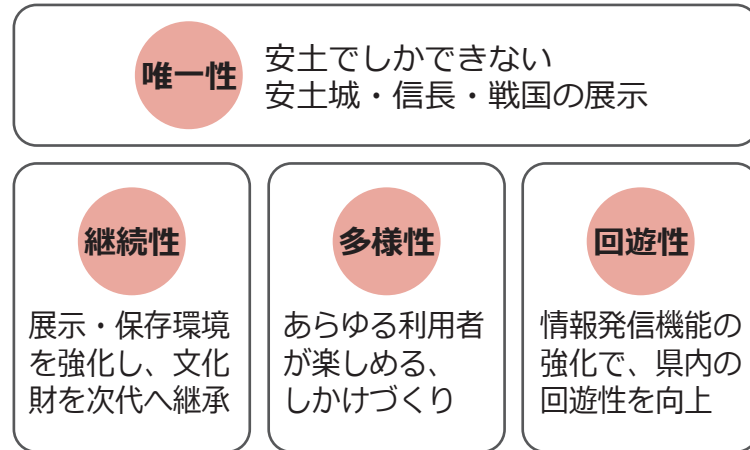 唯一性
安土でしかできない
安土城・信長・戦国の展示
継続性
展示・保存環境
を強化し、文化
財を次代へ継承
多様性
あらゆる利用者
が楽しめる、
しかけづくり
回遊性
情報発信機能の
強化で、県内の
回遊性を向上